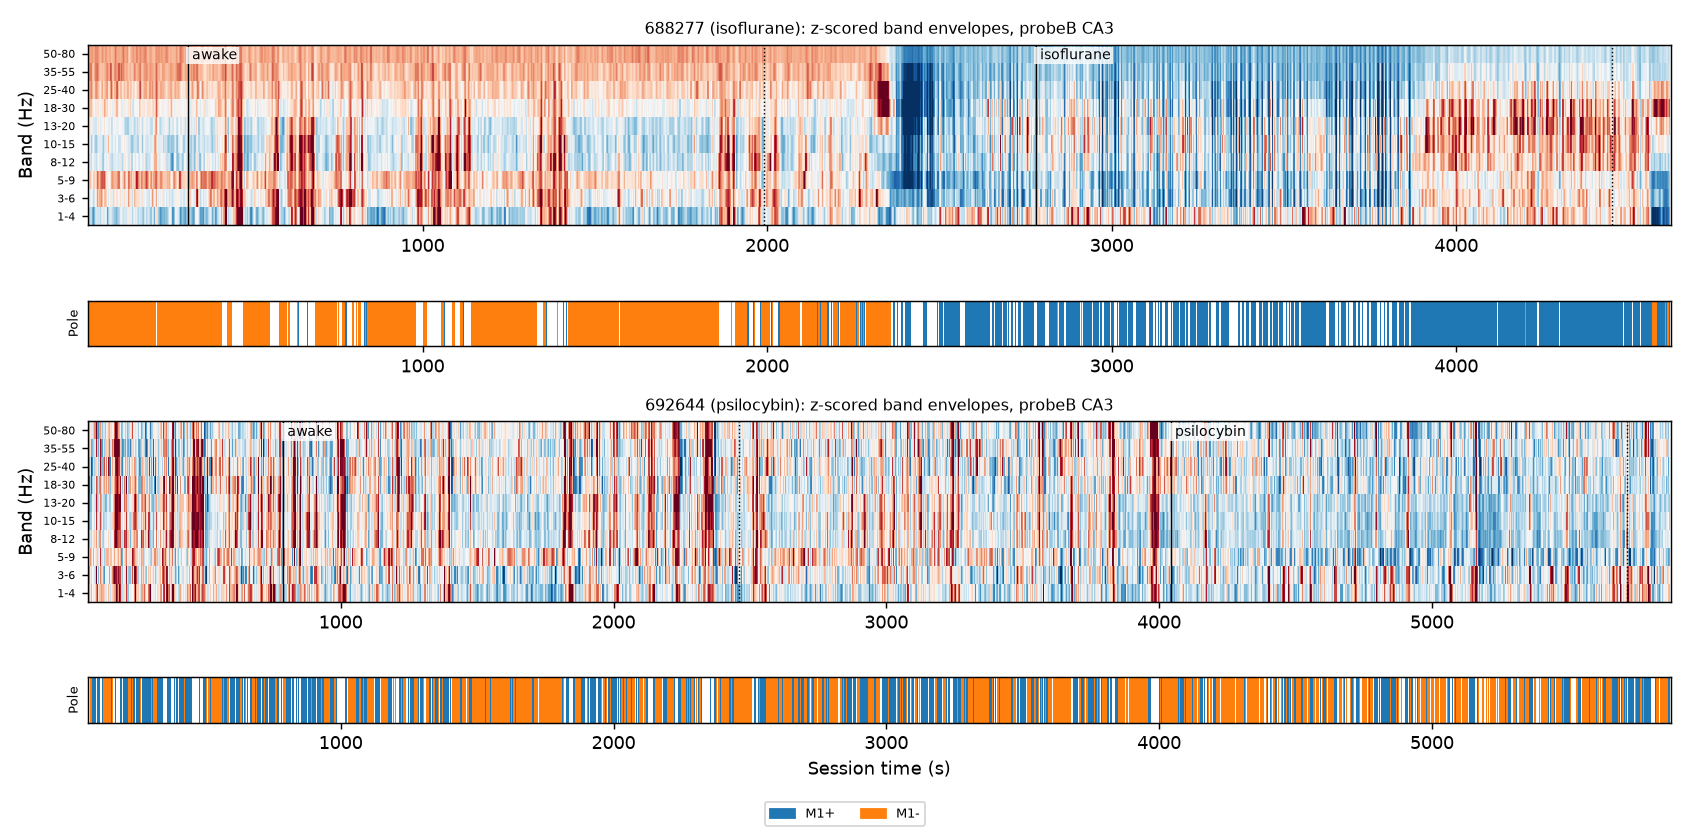 688277 (isoflurane): z-scored band envelopes, probeB CA3
Band (Hz)
50-80
35-55
25-40
18-30
13-20
10-15
8-12
5-9
3-6
1-4
awake
isoflurane
1000 2000 3000 4000
Pole
1000 2000 3000 4000
692644 (psilocybin): z-scored band envelopes, probeB CA3
Band (Hz)
50-80
35-55
25-40
18-30
13-20
10-15
8-12
5-9
3-6
1-4
awake
psilocybin
1000 2000 3000 4000 5000
Pole
1000 2000 3000 4000 5000
Session time (s)
M1+ M1-